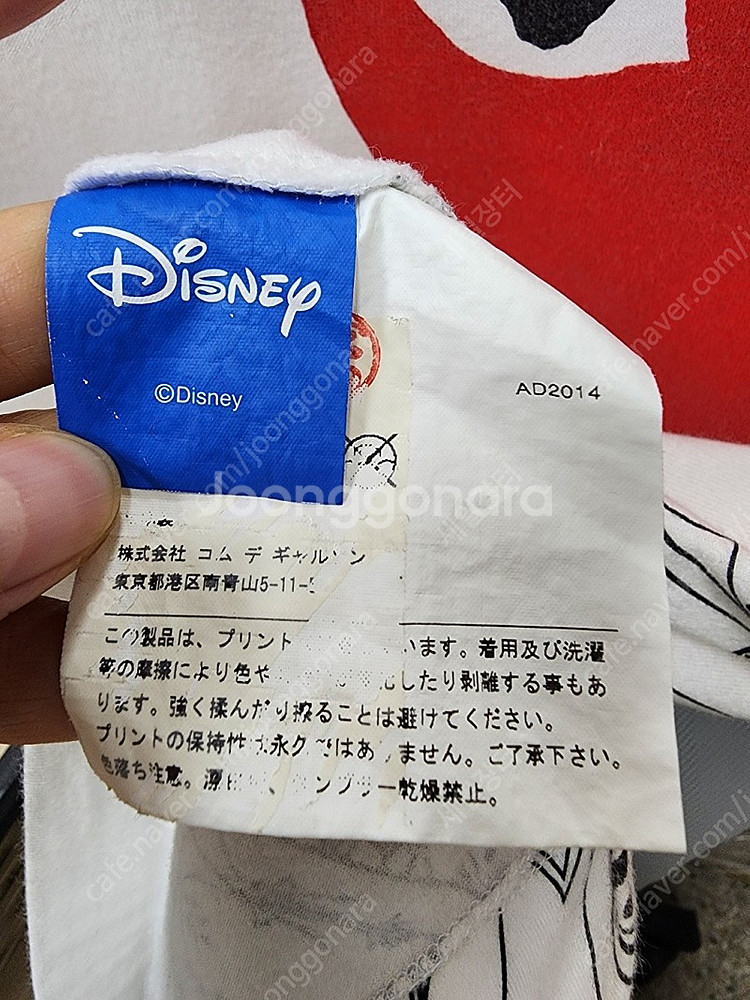 Disney
©Disney
AD2014
Joonggonara
株式会社 コム デ ギャルソン
東京都港区南青山5-11-
この製品は、プリント います。着用及び洗濯
等の摩擦により色や したり剥離する事もあ
ります。強く揉んだり擦ることは避けてください。
プリントの保持性は永久ではありません。ご了承下さい。
色落ち注意。 タンブラー乾燥禁止。